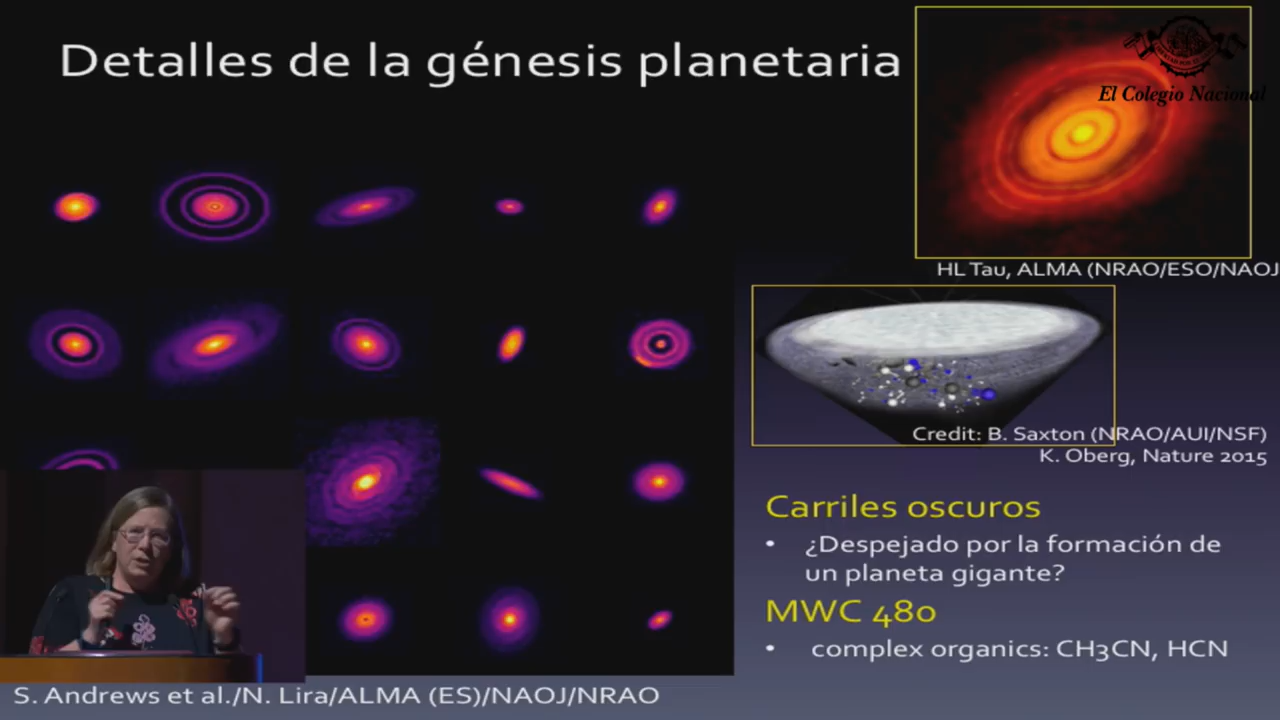 Detalles de la génesis planetaria
El Colegio Nacional
HL Tau, ALMA (NRAO/ESO/NAOJ
Credit: B. Saxton (NRAO/AUI/NSF)
K. Oberg, Nature 2015
Carriles oscuros
• ¿Despejado por la formación de
un planeta gigante?
MWC 480
• complex organics: CH3CN, HCN
S. Andrews et al./N. Lira/ALMA (ES)/NAOJ/NRAO